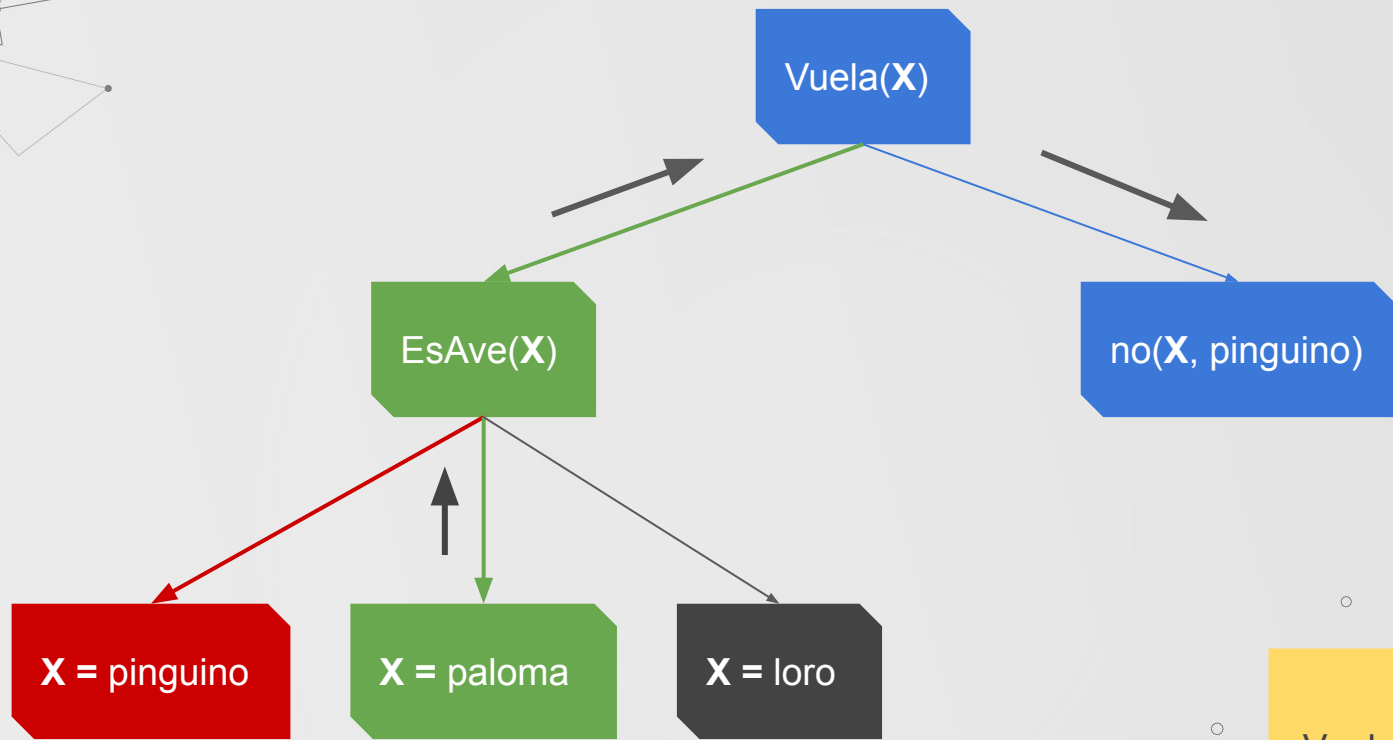 Vuela(X)
EsAve(X)
no(X, pinguino)
X = pinguino
X = paloma
X = loro